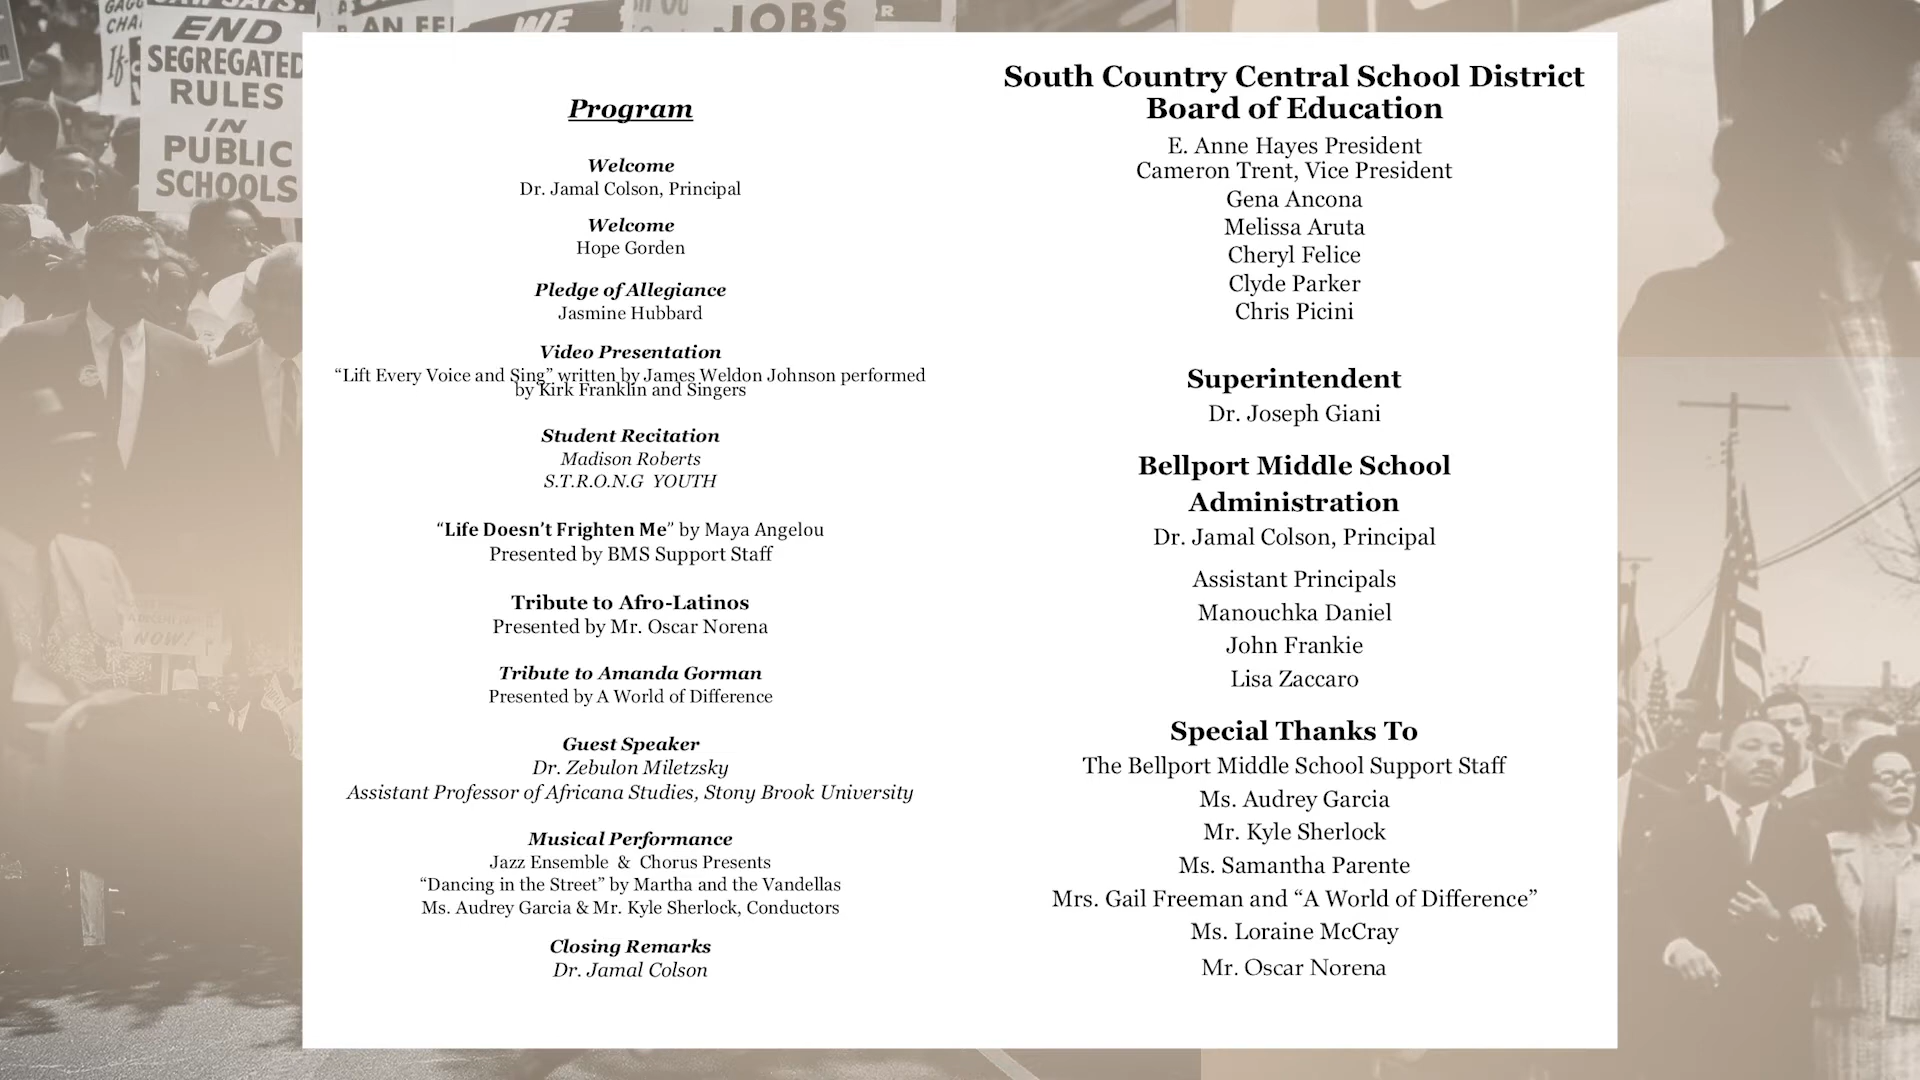 END
SEGREGATED
RULES
IN
PUBLIC
SCHOOLS
AN
WE
JOBS
NOW!
Program
Welcome
Dr. Jamal Colson, Principal
Welcome
Hope Gorden
Pledge of Allegiance
Jasmine Hubbard
Video Presentation
“Lift Every Voice and Sing” written by James Weldon Johnson performed
by Kirk Franklin and Singers
Student Recitation
Madison Roberts
S.T.R.O.N.G YOUTH
“Life Doesn’t Frighten Me” by Maya Angelou
Presented by BMS Support Staff
Tribute to Afro-Latinos
Presented by Mr. Oscar Norena
Tribute to Amanda Gorman
Presented by A World of Difference
Guest Speaker
Dr. Zebulon Miletzsky
Assistant Professor of Africana Studies, Stony Brook University
Musical Performance
Jazz Ensemble & Chorus Presents
“Dancing in the Street” by Martha and the Vandellas
Ms. Audrey Garcia & Mr. Kyle Sherlock, Conductors
Closing Remarks
Dr. Jamal Colson
South Country Central School District
Board of Education
E. Anne Hayes President
Cameron Trent, Vice President
Gena Ancona
Melissa Aruta
Cheryl Felice
Clyde Parker
Chris Picini
Superintendent
Dr. Joseph Giani
Bellport Middle School
Administration
Dr. Jamal Colson, Principal
Assistant Principals
Manouchka Daniel
John Frankie
Lisa Zaccaro
Special Thanks To
The Bellport Middle School Support Staff
Ms. Audrey Garcia
Mr. Kyle Sherlock
Ms. Samantha Parente
Mrs. Gail Freeman and “A World of Difference”
Ms. Loraine McCray
Mr. Oscar Norena